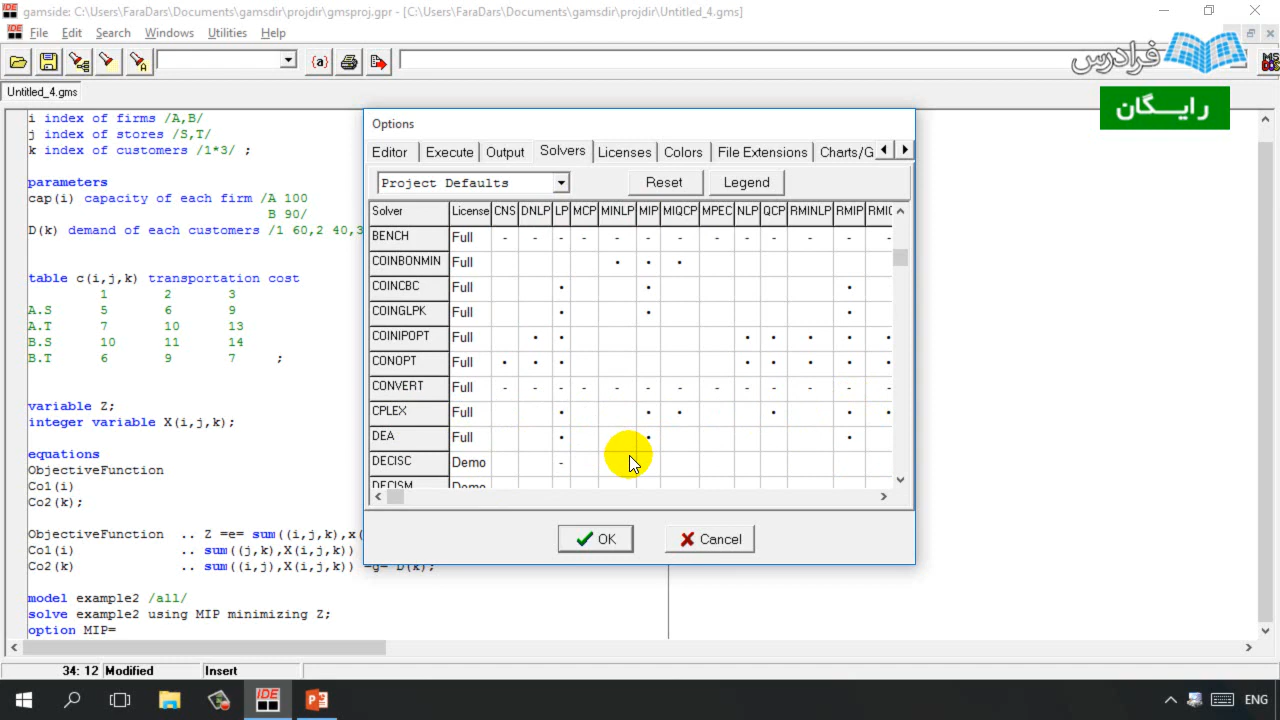 gamside: C:\Users\FaraDars\Documents\gamsdir\projdir\gmsproj.gpr - [C:\Users\FaraDars\Documents\gamsdir\projdir\Untitled_4.gms]
IDE File Edit Search Windows Utilities Help
{a}
فرادرس
Untitled_4.gms
رایگان
i index of firms /A,B/
j index of stores /S,T/
k index of customers /1*3/ ;
parameters
cap(i) capacity of each firm /A 100
B 90/
D(k) demand of each customers /1 60,2 40,3
table c(i,j,k) transportation cost
1 2 3
A.S 5 6 9
A.T 7 10 13
B.S 10 11 14
B.T 6 9 7 ;
variable Z;
integer variable X(i,j,k);
equations
ObjectiveFunction
Co1(i)
Co2(k);
ObjectiveFunction .. Z =e= sum((i,j,k),x(
Co1(i) .. sum((j,k),X(i,j,k))
Co2(k) .. sum((i,j),X(i,j,k)) =g= D(k);
model example2 /all/
solve example2 using MIP minimizing Z;
option MIP=
Options
Editor Execute Output Solvers Licenses Colors File Extensions Charts/G
Project Defaults Reset Legend
Solver License CNS DNLP LP MCP MINLP MIP MIQCP MPEC NLP QCP RMINLP RMIP RMIQ
BENCH Full - - - - - - - - - - - - -
COINBONMIN Full • • •
COINCBC Full • • •
COINGLPK Full • • •
COINIPOPT Full • • • • • • • •
CONOPT Full • • • • • • • •
CONVERT Full - - - - - - - - - - - - -
CPLEX Full • • • • • •
DEA Full • • •
DECISC Demo -
DECISM Demo
OK Cancel
34: 12 Modified Insert
IDE ENG